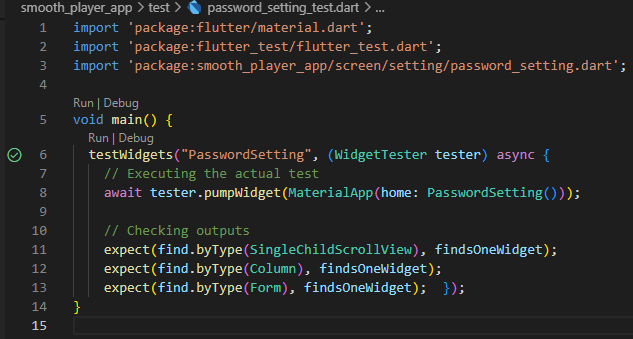 smooth_player_app > test > password_setting_test.dart > ...
1 import 'package:flutter/material.dart';
2 import 'package:flutter_test/flutter_test.dart';
3 import 'package:smooth_player_app/screen/setting/password_setting.dart';
4
Run | Debug
5 void main() {
Run | Debug
6 testWidgets("PasswordSetting", (WidgetTester tester) async {
7 // Executing the actual test
8 await tester.pumpWidget(MaterialApp(home: PasswordSetting()));
9
10 // Checking outputs
11 expect(find.byType(SingleChildScrollView), findsOneWidget);
12 expect(find.byType(Column), findsOneWidget);
13 expect(find.byType(Form), findsOneWidget);  });
14 }
15